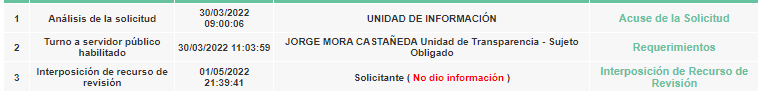 1 Análisis de la solicitud 30/03/2022 09:00:06 UNIDAD DE INFORMACIÓN Acuse de la Solicitud
2 Turno a servidor público habilitado 30/03/2022 11:03:59 JORGE MORA CASTAÑEDA Unidad de Transparencia - Sujeto Obligado Requerimientos
3 Interposición de recurso de revisión 01/05/2022 21:39:41 Solicitante ( No dio información ) Interposición de Recurso de Revisión